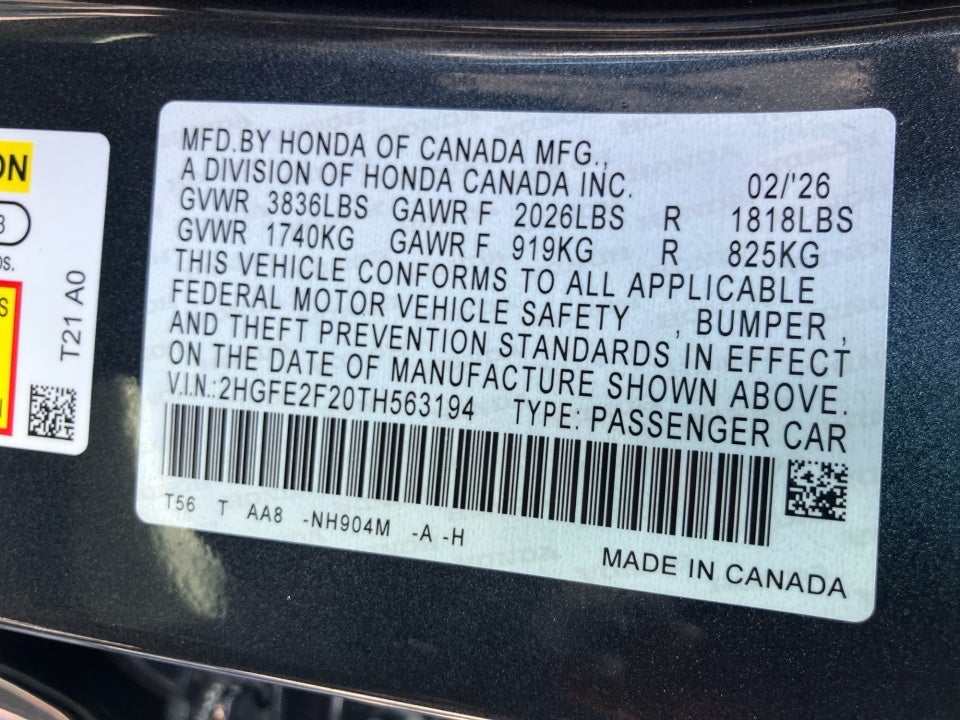 ON
3
OS.
S
T21 A0
MFD.BY HONDA OF CANADA MFG.,
A DIVISION OF HONDA CANADA INC. 02/'26
GVWR 3836LBS GAWR F 2026LBS R 1818LBS
GVWR 1740KG GAWR F 919KG R 825KG
THIS VEHICLE CONFORMS TO ALL APPLICABLE
FEDERAL MOTOR VEHICLE SAFETY , BUMPER ,
AND THEFT PREVENTION STANDARDS IN EFFECT
ON THE DATE OF MANUFACTURE SHOWN ABOVE.
V.I.N.:2HGFE2F20TH563194 TYPE: PASSENGER CAR
T56 T AA8 -NH904M -A -H
MADE IN CANADA